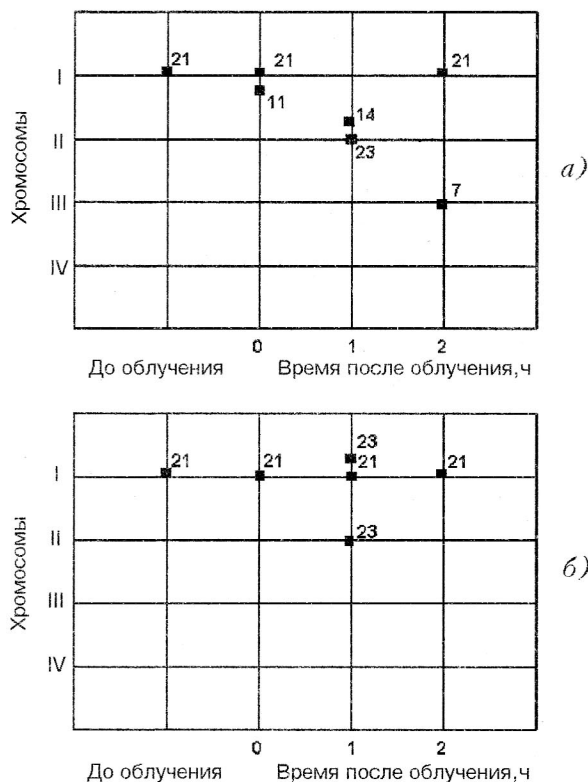 21 21 21
I
11
14
II
23
а)
Хромосомы
7
III
IV
0 1 2
До облучения Время после облучения,ч
23
21 21 21 21
I
23
II
б)
Хромосомы
III
IV
0 1 2
До облучения Время после облучения,ч